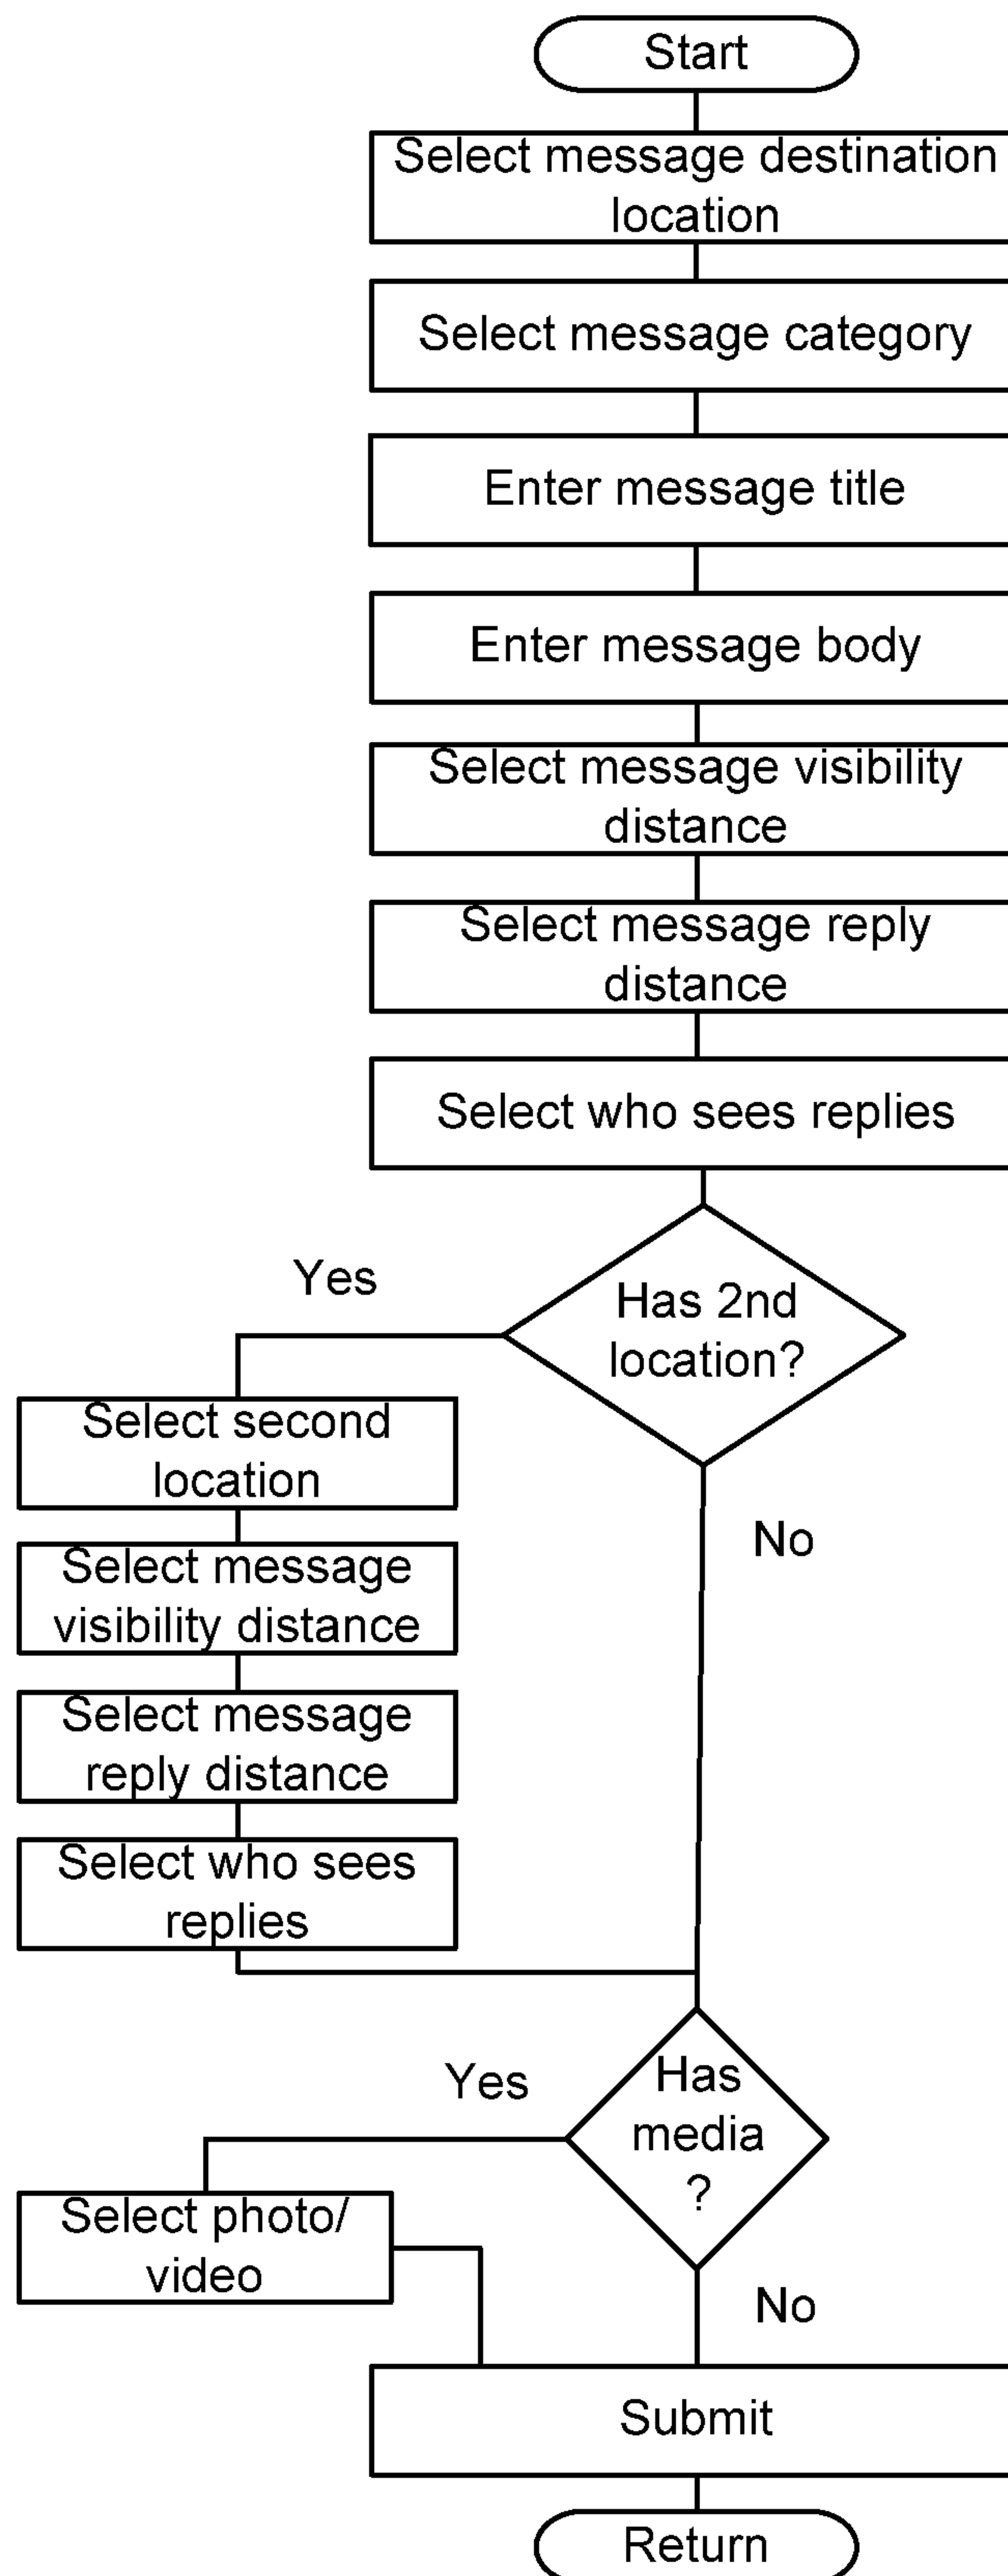 Start
Select message destination
location
Select message category
Enter message title
Enter message body
Select message visibility
distance
Select message reply
distance
Select who sees replies
Has 2nd
location?
Yes
No
Select second
location
Select message
visibility distance
Select message
reply distance
Select who sees
replies
Has
media
?
Yes
No
Select photo/
video
Submit
Return